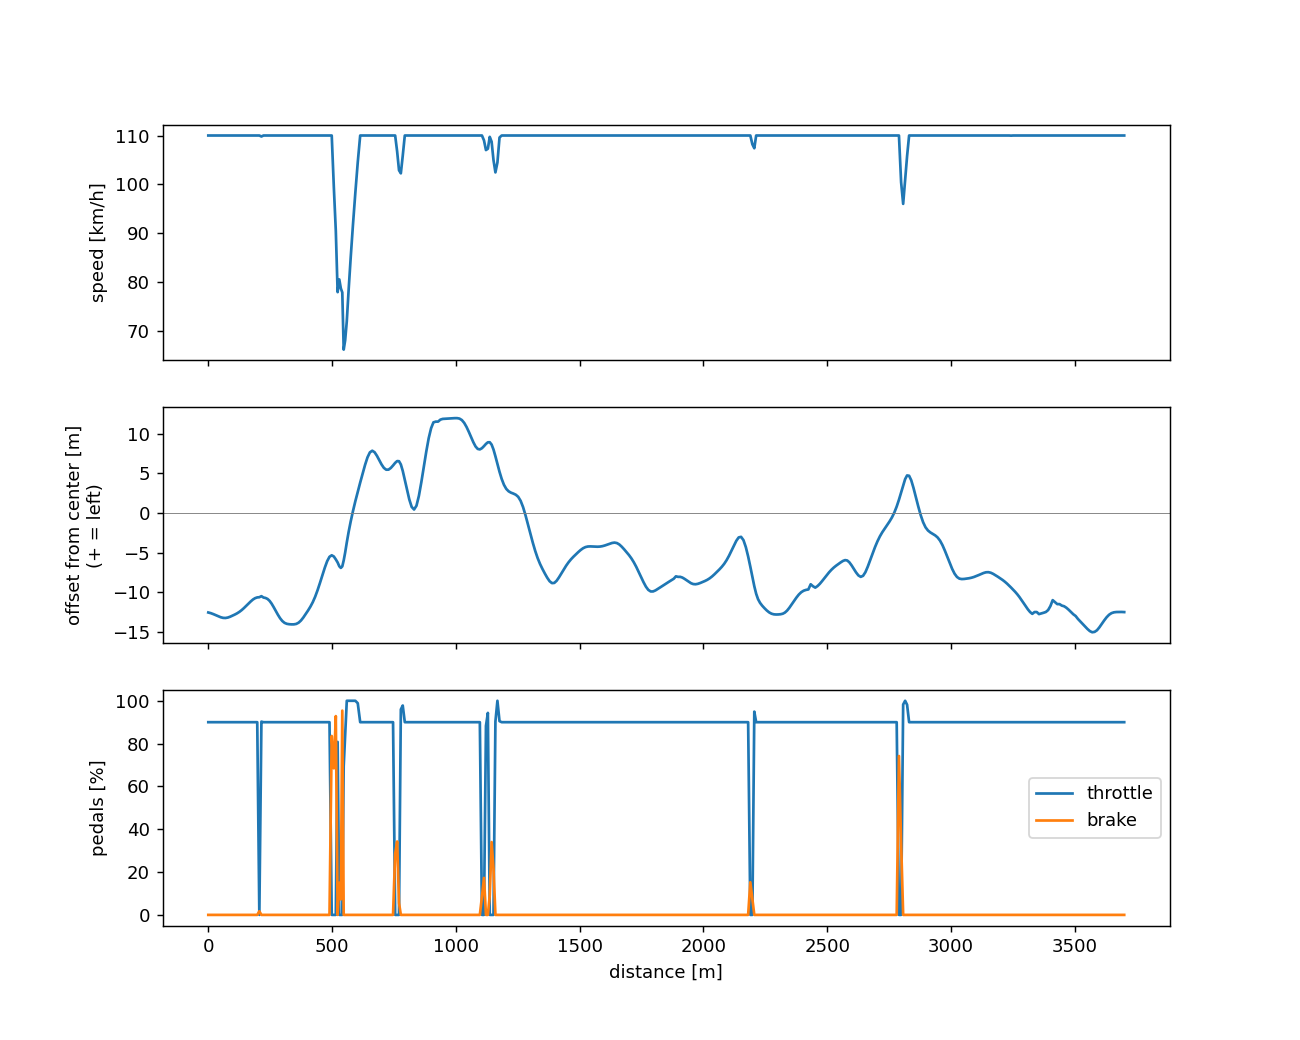 110
100
90
80
70
speed [km/h]
10
5
0
−5
−10
−15
offset from center [m]
(+ = left)
100
80
60
40
20
0
pedals [%]
throttle
brake
0 500 1000 1500 2000 2500 3000 3500
distance [m]